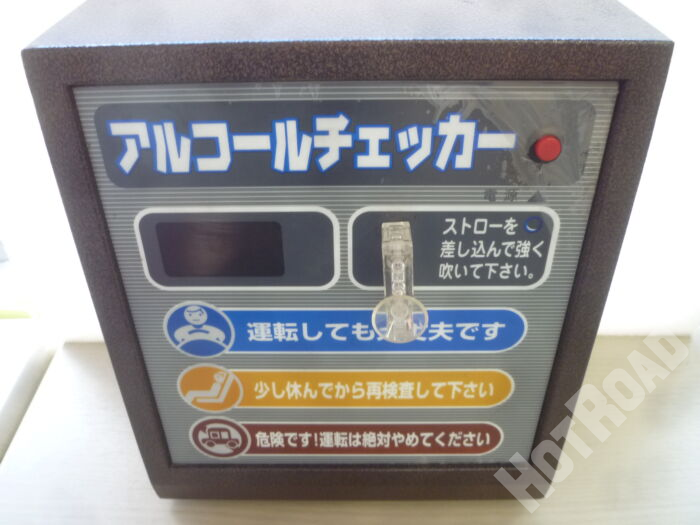 アルコールチェッカー
電源
ストローを
差し込んで強く
吹いて下さい。
運転しても 夫です
少し休んでから再検査して下さい
危険です!運転は絶対やめてください
HOTROAD